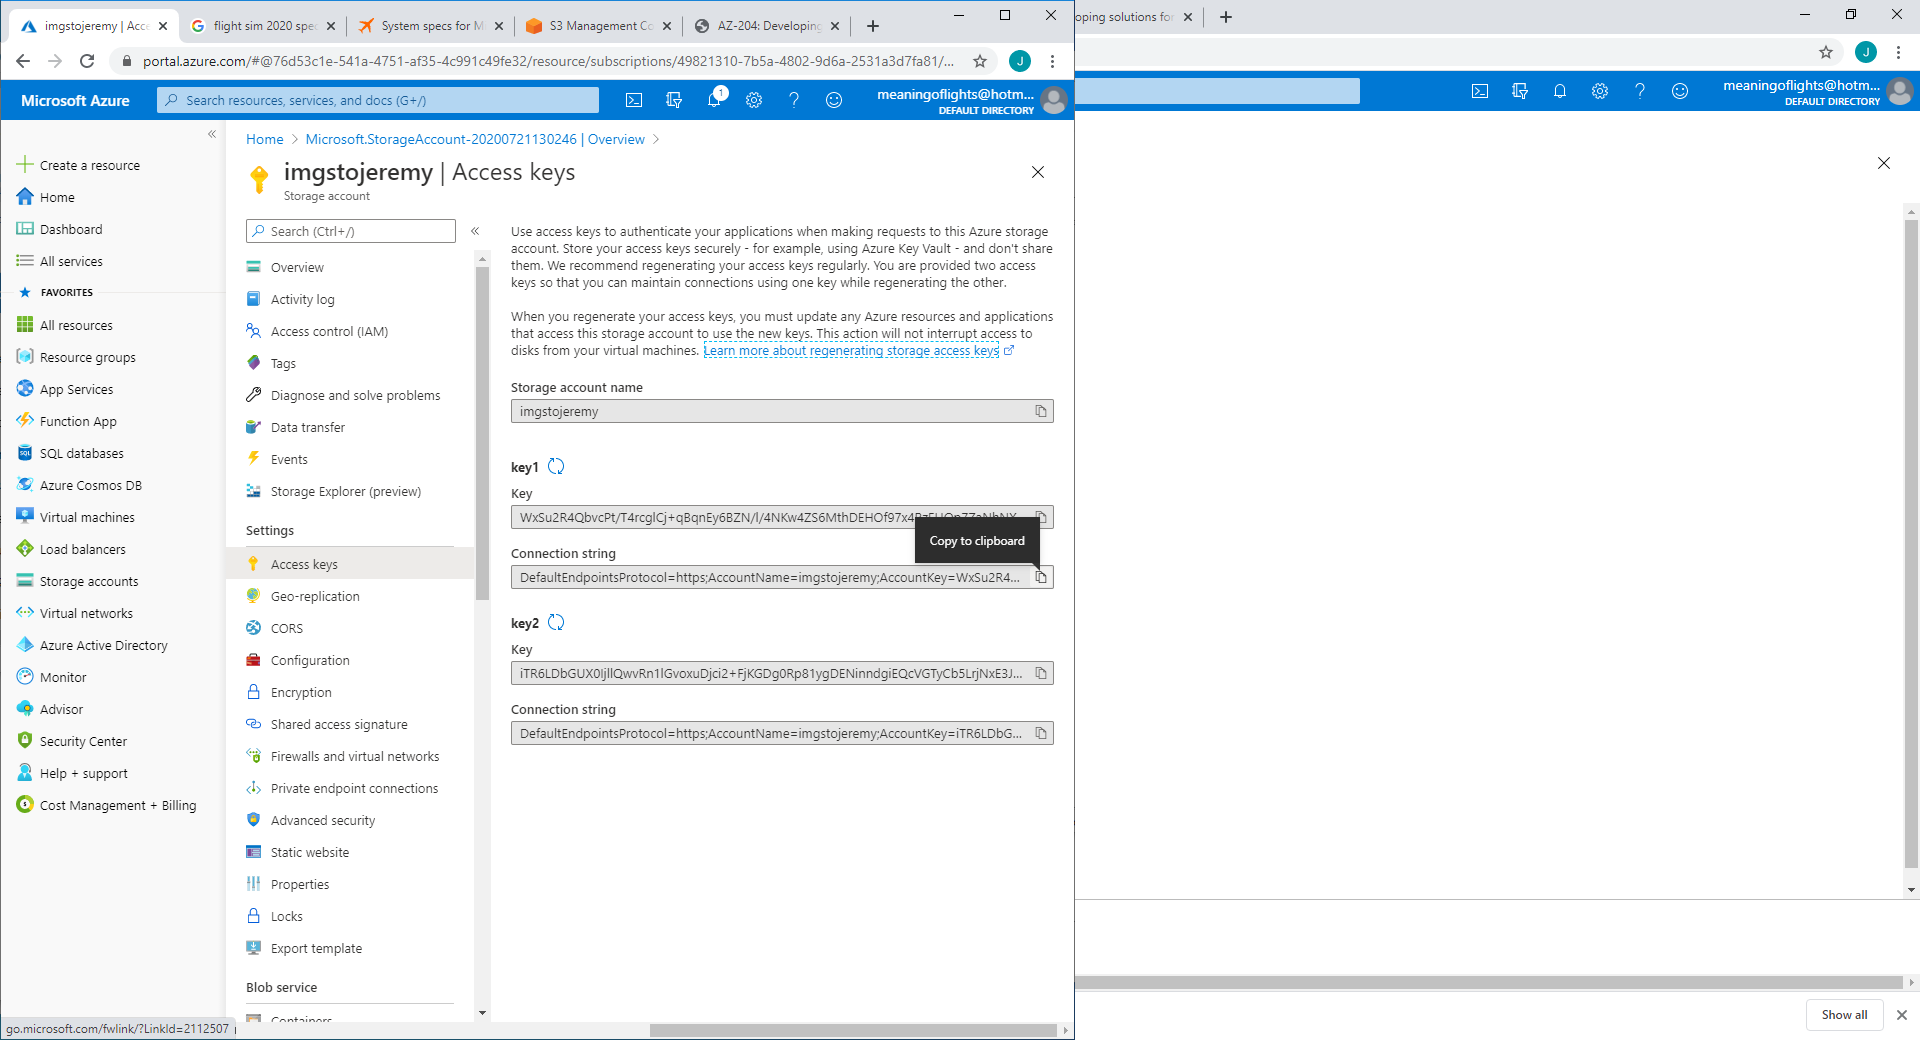 imgstojeremy | Acce
flight sim 2020 spec
System specs for M
S3 Management Co
AZ-204: Developing
oping solutions for
portal.azure.com/#@76d53c1e-541a-4751-af35-4c991c49fe32/resource/subscriptions/49821310-7b5a-4802-9d6a-2531a3d7fa81/...
J
J
Microsoft Azure
Search resources, services, and docs (G+/)
1
meaningoflights@hotm...
DEFAULT DIRECTORY
meaningoflights@hotm...
DEFAULT DIRECTORY
Create a resource
Home
Dashboard
All services
FAVORITES
All resources
Resource groups
App Services
Function App
SQL databases
Azure Cosmos DB
Virtual machines
Load balancers
Storage accounts
Virtual networks
Azure Active Directory
Monitor
Advisor
Security Center
Help + support
Cost Management + Billing
Home > Microsoft.StorageAccount-20200721130246 | Overview >
imgstojeremy | Access keys
Storage account
Search (Ctrl+/)
Overview
Activity log
Access control (IAM)
Tags
Diagnose and solve problems
Data transfer
Events
Storage Explorer (preview)
Settings
Access keys
Geo-replication
CORS
Configuration
Encryption
Shared access signature
Firewalls and virtual networks
Private endpoint connections
Advanced security
Static website
Properties
Locks
Export template
Blob service
Containers
Use access keys to authenticate your applications when making requests to this Azure storage
account. Store your access keys securely - for example, using Azure Key Vault - and don't share
them. We recommend regenerating your access keys regularly. You are provided two access
keys so that you can maintain connections using one key while regenerating the other.
When you regenerate your access keys, you must update any Azure resources and applications
that access this storage account to use the new keys. This action will not interrupt access to
disks from your virtual machines. Learn more about regenerating storage access keys
Storage account name
imgstojeremy
key1
Key
Connection string
Copy to clipboard
DefaultEndpointsProtocol=https;AccountName=imgstojeremy;AccountKey=WxSu2R4...
key2
Key
Connection string
DefaultEndpointsProtocol=https;AccountName=imgstojeremy;AccountKey=iTR6LDbG...
go.microsoft.com/fwlink/?LinkId=2112507
Show all